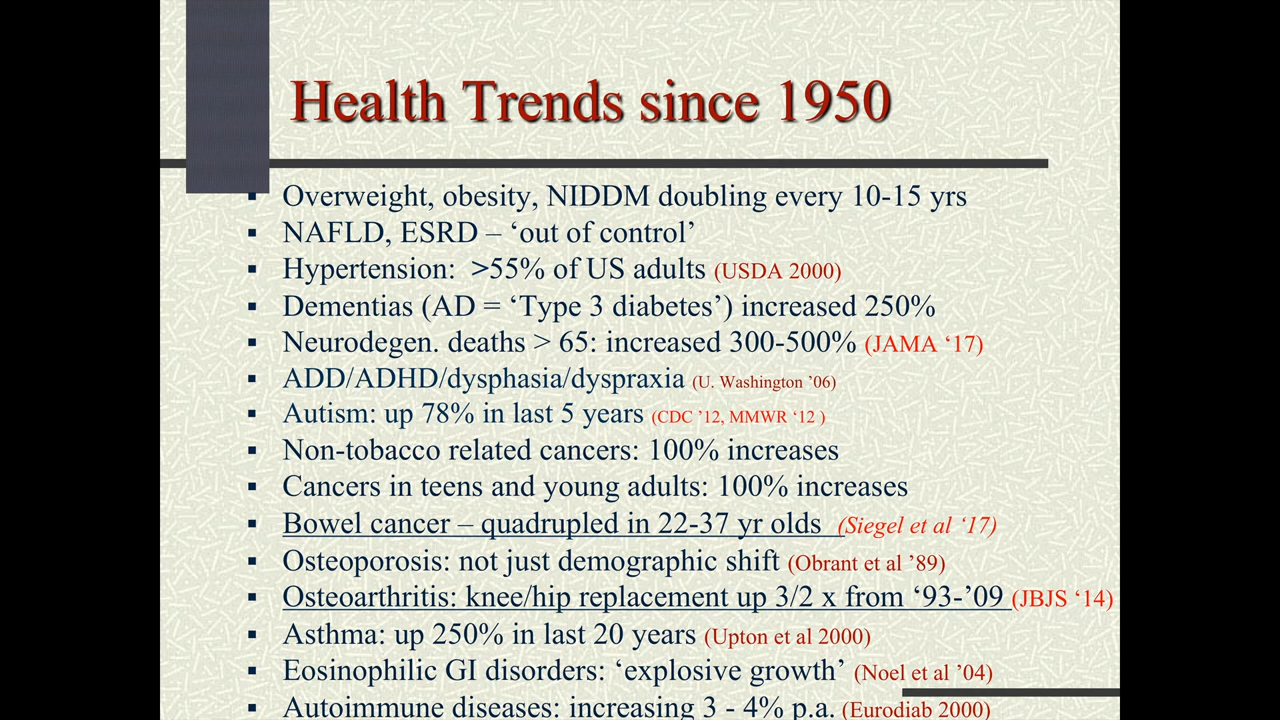 Health Trends since 1950
▪ Overweight, obesity, NIDDM doubling every 10-15 yrs
▪ NAFLD, ESRD – ‘out of control’
▪ Hypertension:  >55% of US adults (USDA 2000)
▪ Dementias (AD = ‘Type 3 diabetes’) increased 250%
▪ Neurodegen. deaths > 65: increased 300-500% (JAMA ‘17)
▪ ADD/ADHD/dysphasia/dyspraxia (U. Washington ’06)
▪ Autism: up 78% in last 5 years (CDC ’12, MMWR ‘12 )
▪ Non-tobacco related cancers: 100% increases
▪ Cancers in teens and young adults: 100% increases
▪ Bowel cancer – quadrupled in 22-37 yr olds  (Siegel et al ‘17)
▪ Osteoporosis: not just demographic shift (Obrant et al ’89)
▪ Osteoarthritis: knee/hip replacement up 3/2 x from ‘93-’09 (JBJS ‘14)
▪ Asthma: up 250% in last 20 years (Upton et al 2000)
▪ Eosinophilic GI disorders: ‘explosive growth’ (Noel et al ’04)
▪ Autoimmune diseases: increasing 3 - 4% p.a. (Eurodiab 2000)